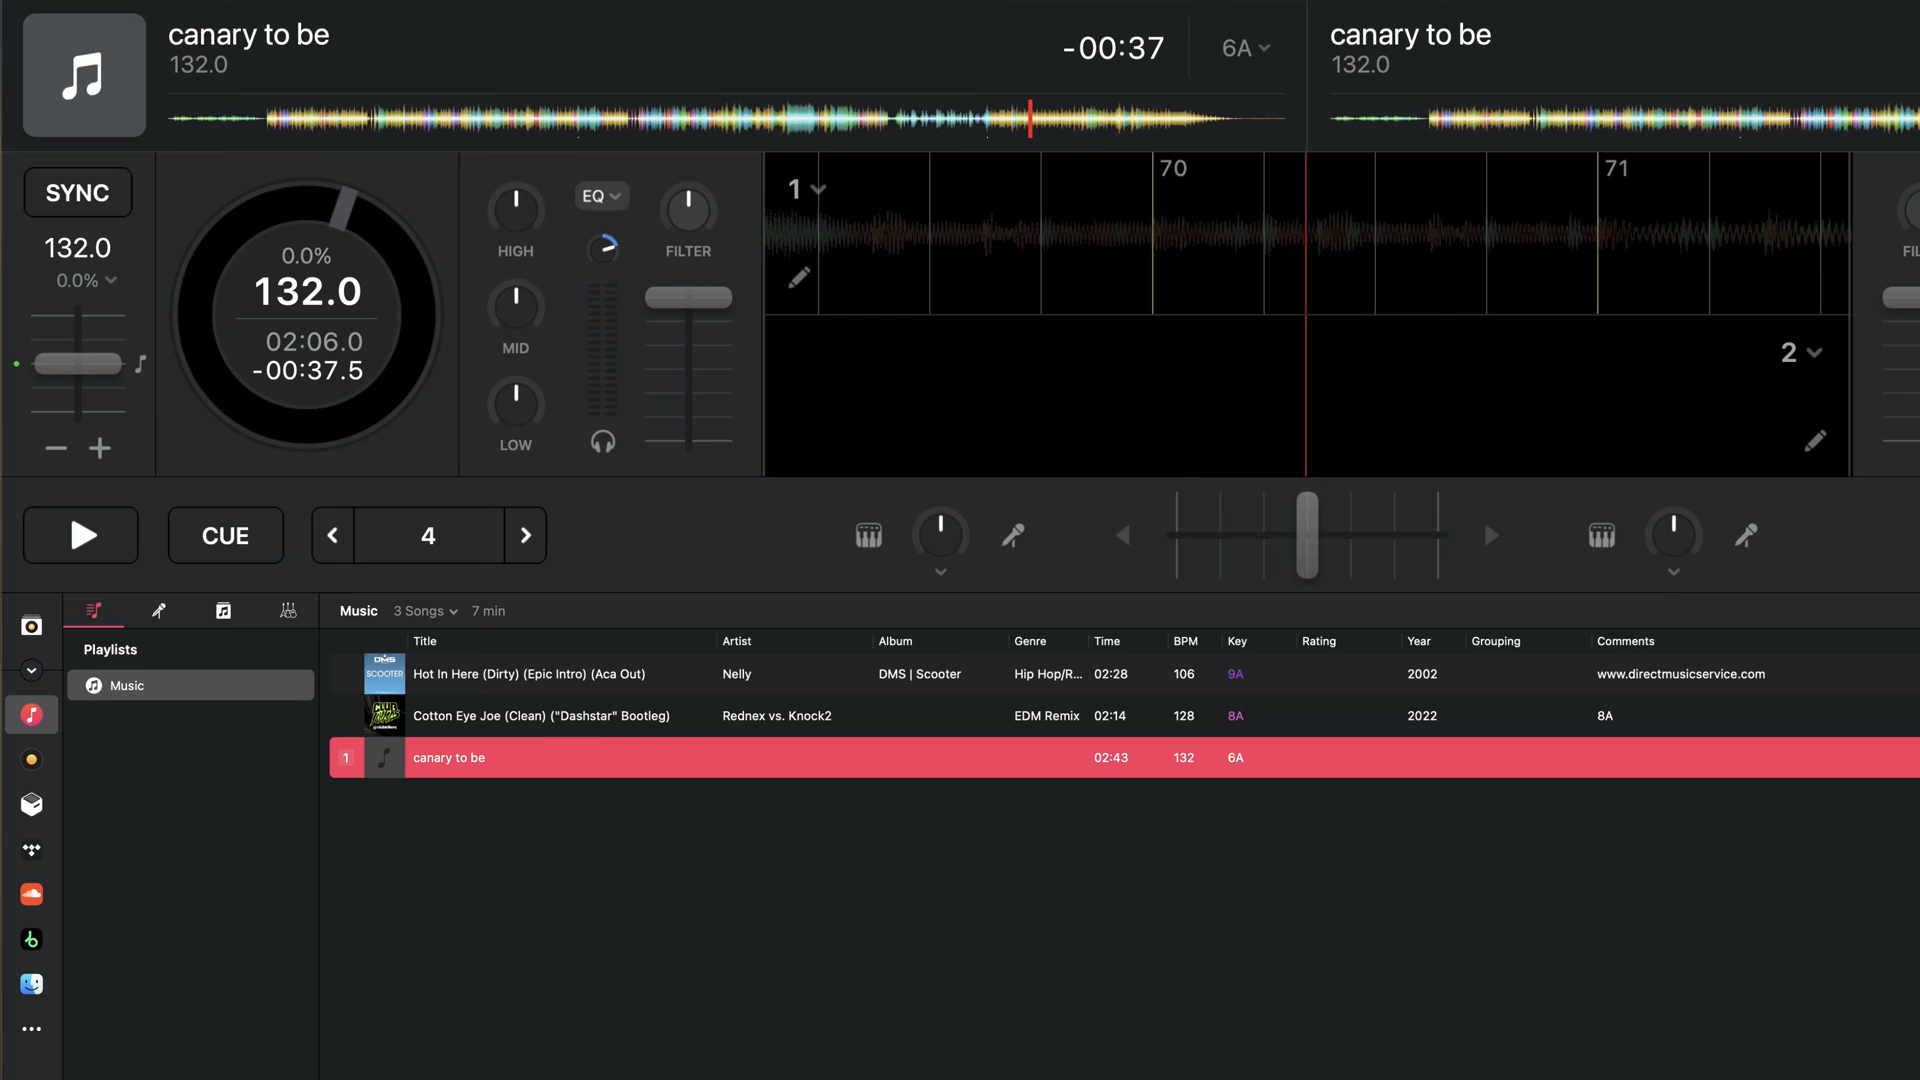 canary to be
132.0
-00:37
6A
canary to be
132.0
SYNC
132.0
0.0%
0.0%
132.0
02:06.0
-00:37.5
HIGH
EQ
FILTER
MID
LOW
1
70
71
2
FIL
CUE
4
Playlists
Music
Music 3 Songs 7 min
Title Artist Album Genre Time BPM Key Rating Year Grouping Comments
DMS
SCOOTER
Hot In Here (Dirty) (Epic Intro) (Aca Out) Nelly DMS | Scooter Hip Hop/R... 02:28 106 9A 2002 www.directmusicservice.com
Cotton Eye Joe (Clean) ("Dashstar" Bootleg) Rednex vs. Knock2 EDM Remix 02:14 128 8A 2022 8A
1 canary to be 02:43 132 6A